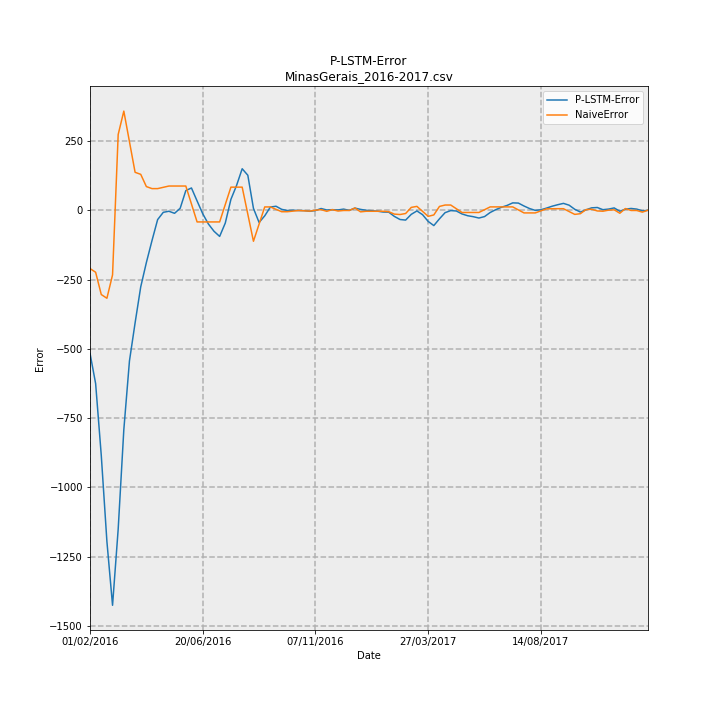 P-LSTM-Error
MinasGerais_2016-2017.csv
P-LSTM-Error
NaiveError
250
0
−250
−500
−750
−1000
−1250
−1500
Error
01/02/2016
20/06/2016
07/11/2016
27/03/2017
14/08/2017
Date